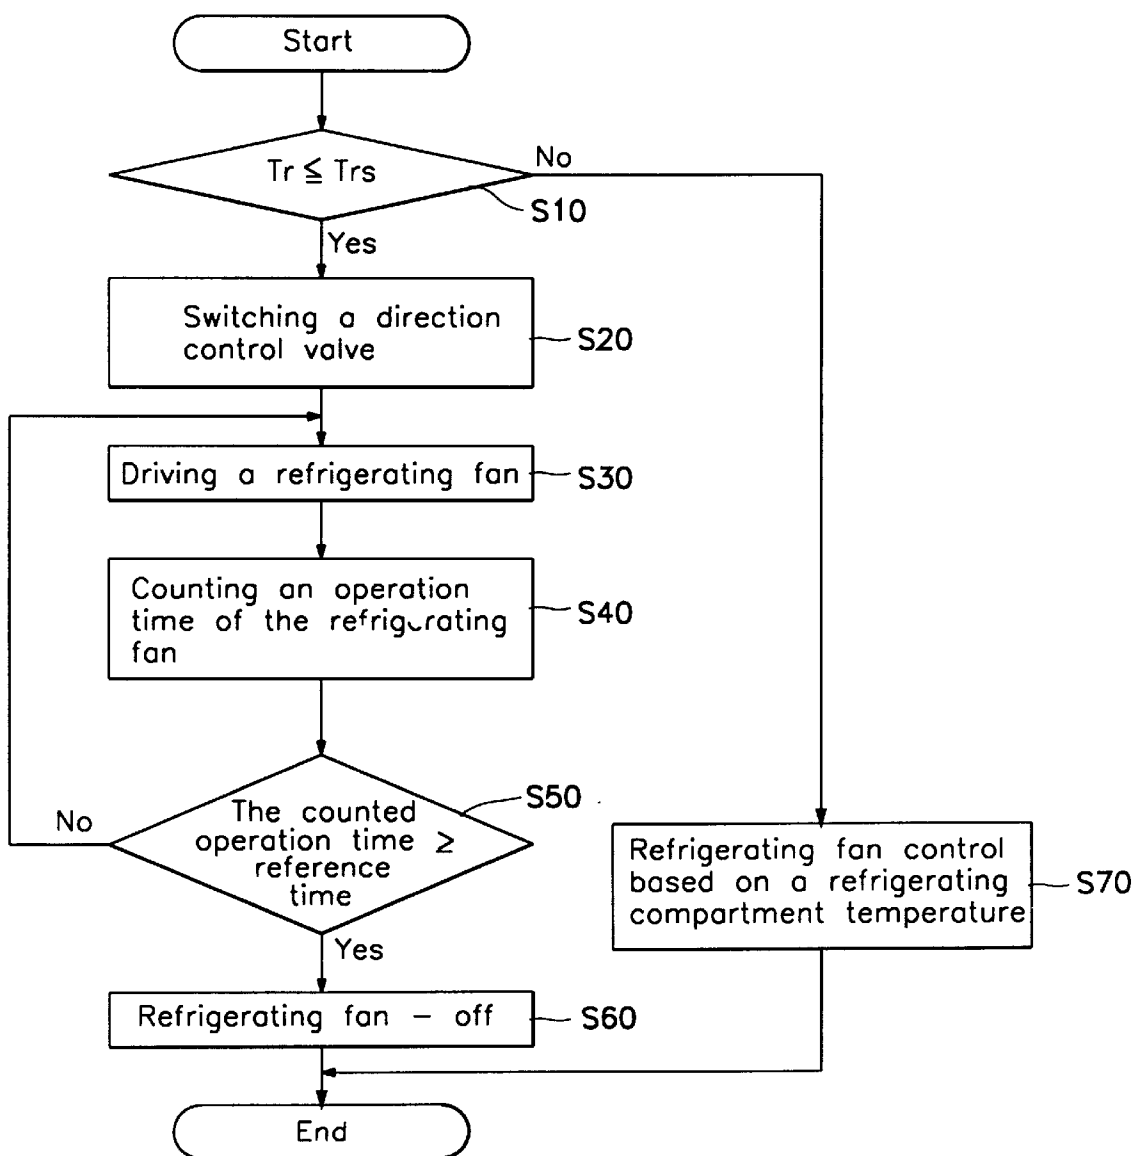 Start
Tr ≦ Trs
No
S10
Yes
Switching a direction
control valve
S20
Driving a refrigerating fan
S30
Counting an operation
time of the refrigerating
fan
S40
The counted
operation time ≥
reference
time
S50
No
Yes
Refrigerating fan control
based on a refrigerating
compartment temperature
S70
Refrigerating fan – off
S60
End